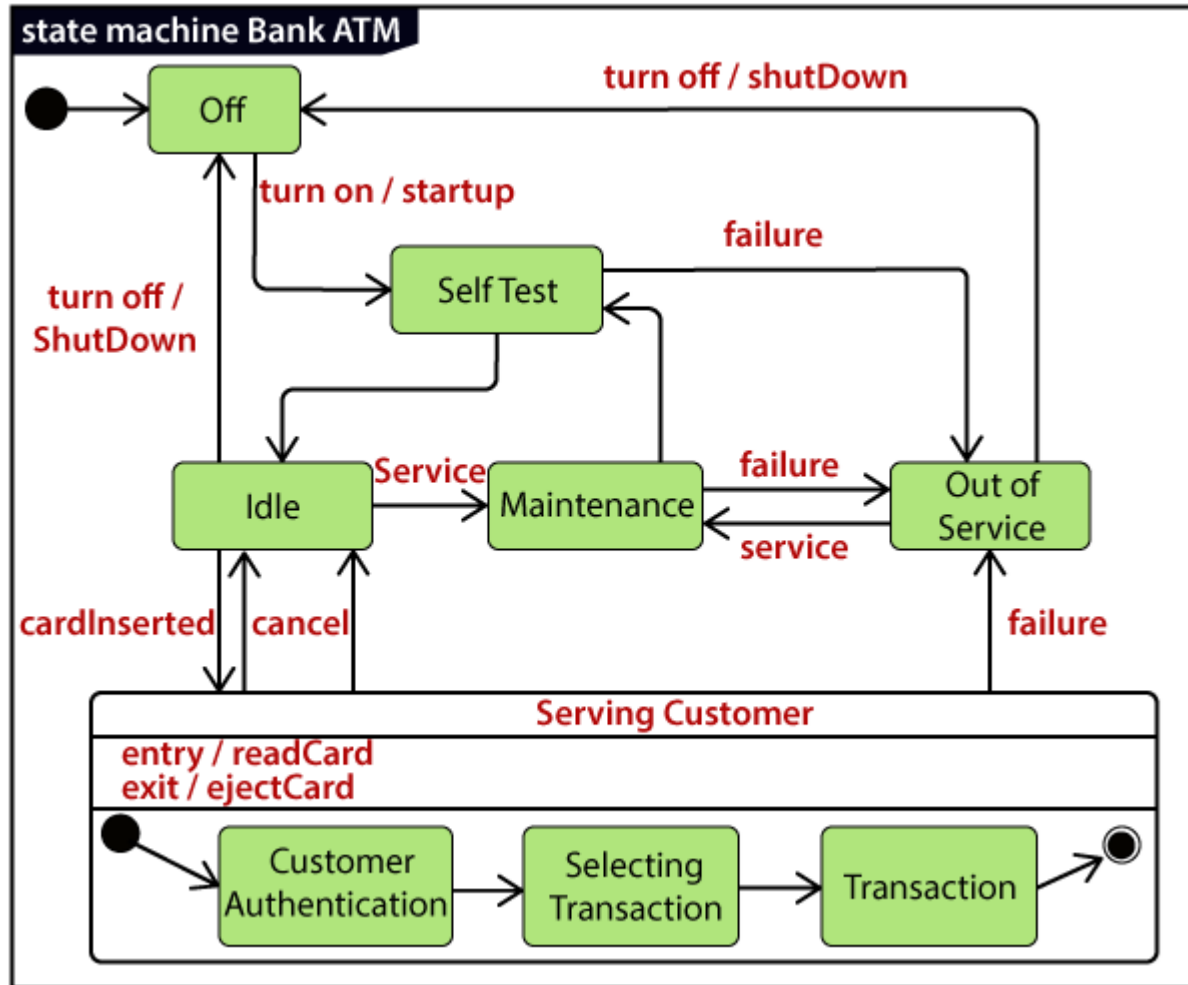 state machine Bank ATM
turn off / shutDown
Off
turn on / startup
failure
Self Test
turn off /
ShutDown
Service
failure
Out of
Service
Idle
Maintenance
service
cardInserted
cancel
failure
Serving Customer
entry / readCard
exit / ejectCard
Customer
Authentication
Selecting
Transaction
Transaction